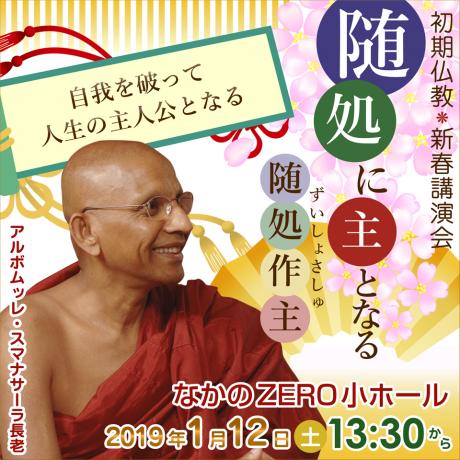 初期仏教＊新春講演会
随処に主となる
随処作主
ずいしょさしゅ
自我を破って
人生の主人公となる
アルボムッレ・スマナサーラ長老
なかのZERO小ホール
2019年1月12日土13:30から